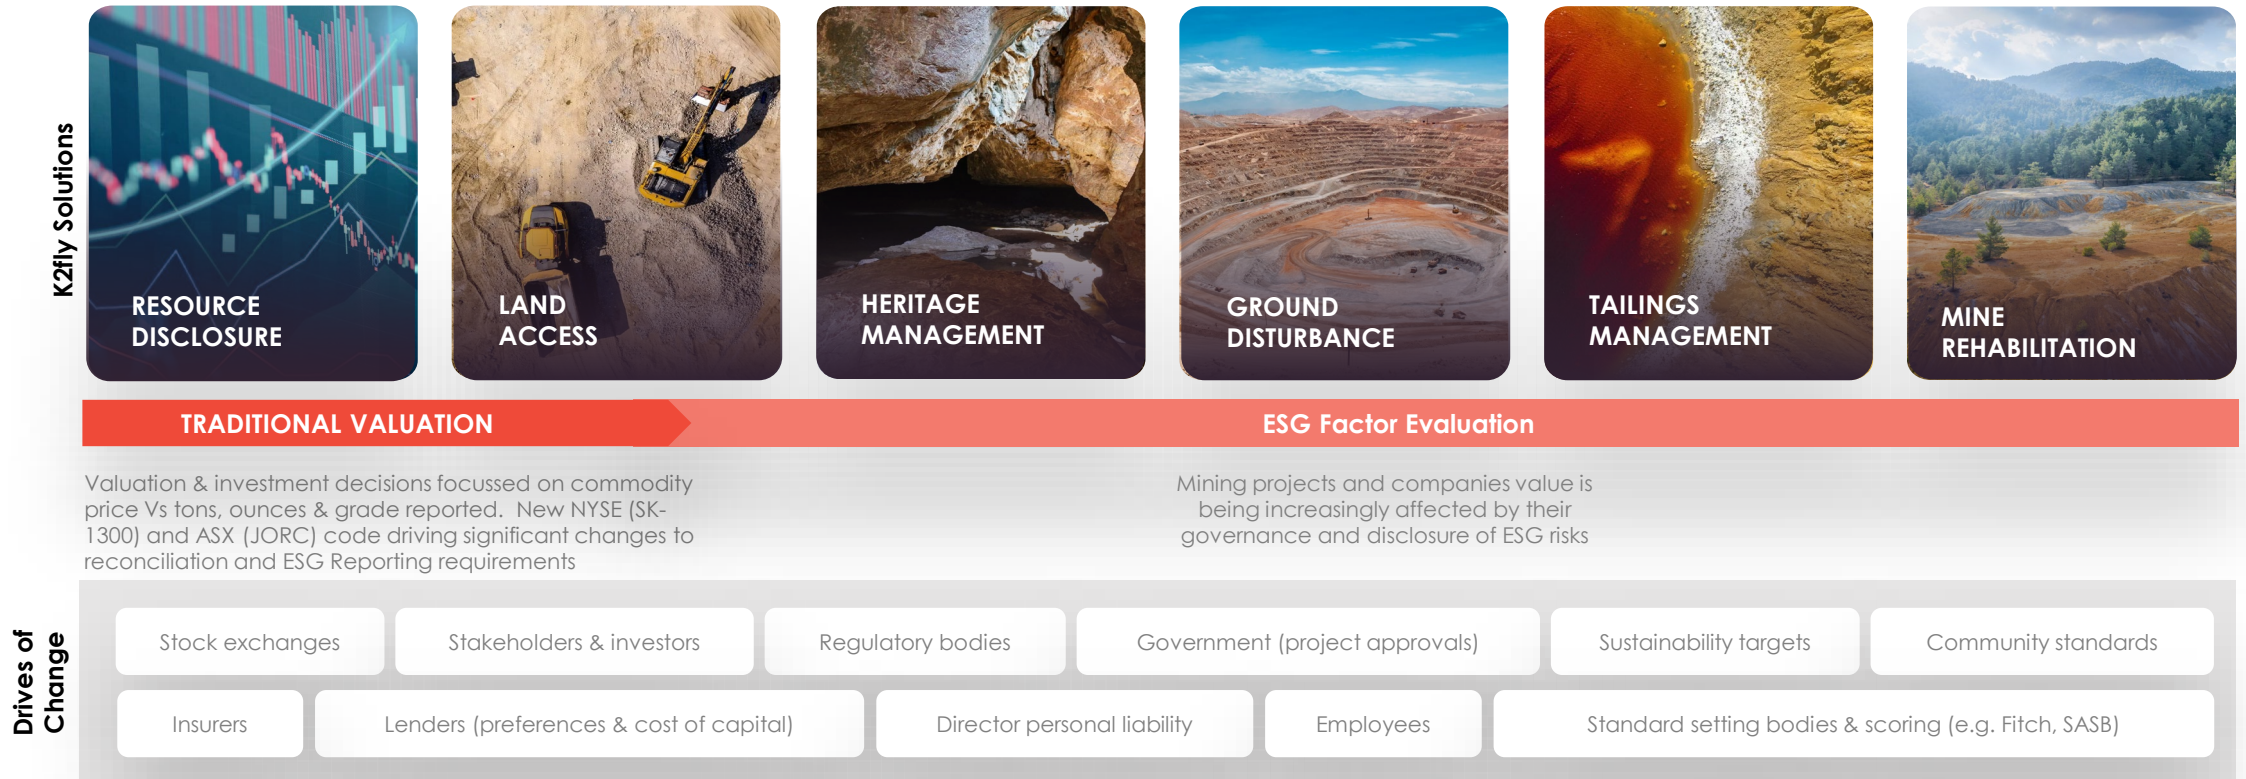 K2fly Solutions
RESOURCE
DISCLOSURE
LAND
ACCESS
HERITAGE
MANAGEMENT
GROUND
DISTURBANCE
TAILINGS
MANAGEMENT
MINE
REHABILITATION
TRADITIONAL VALUATION
ESG Factor Evaluation
Valuation & investment decisions focussed on commodity
price Vs tons, ounces & grade reported.  New NYSE (SK-
1300) and ASX (JORC) code driving significant changes to
reconciliation and ESG Reporting requirements
Mining projects and companies value is
being increasingly affected by their
governance and disclosure of ESG risks
Drives of
Change
Stock exchanges
Stakeholders & investors
Regulatory bodies
Government (project approvals)
Sustainability targets
Community standards
Insurers
Lenders (preferences & cost of capital)
Director personal liability
Employees
Standard setting bodies & scoring (e.g. Fitch, SASB)